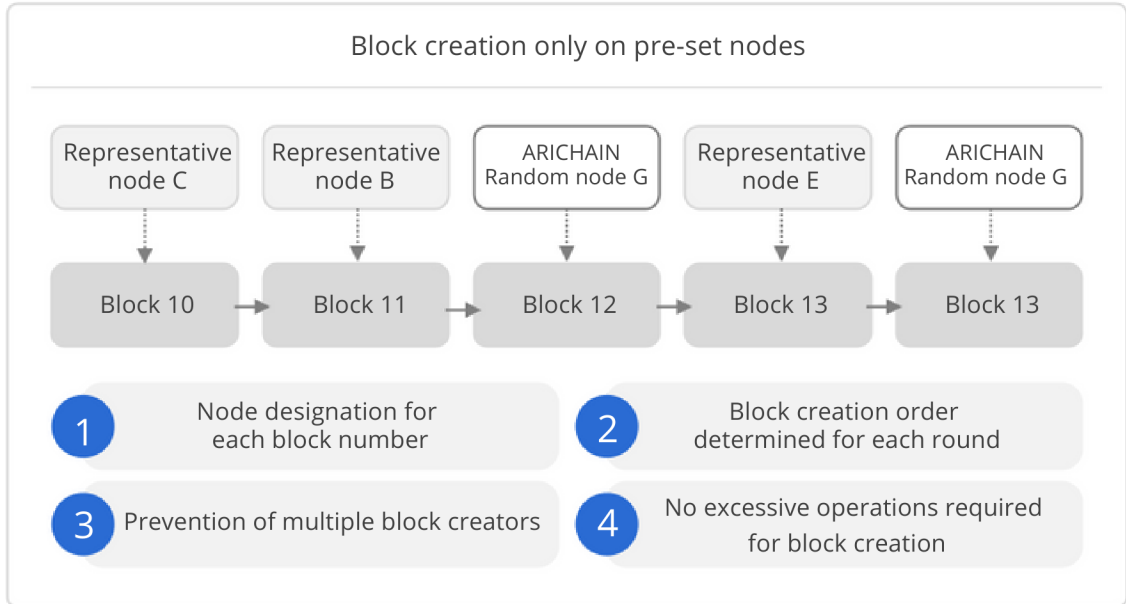 Block creation only on pre-set nodes
Representative
node C
Representative
node B
ARICHAIN
Random node G
Representative
node E
ARICHAIN
Random node G
Block 10
Block 11
Block 12
Block 13
Block 13
1
Node designation for
each block number
2
Block creation order
determined for each round
3
Prevention of multiple block creators
4
No excessive operations required
for block creation